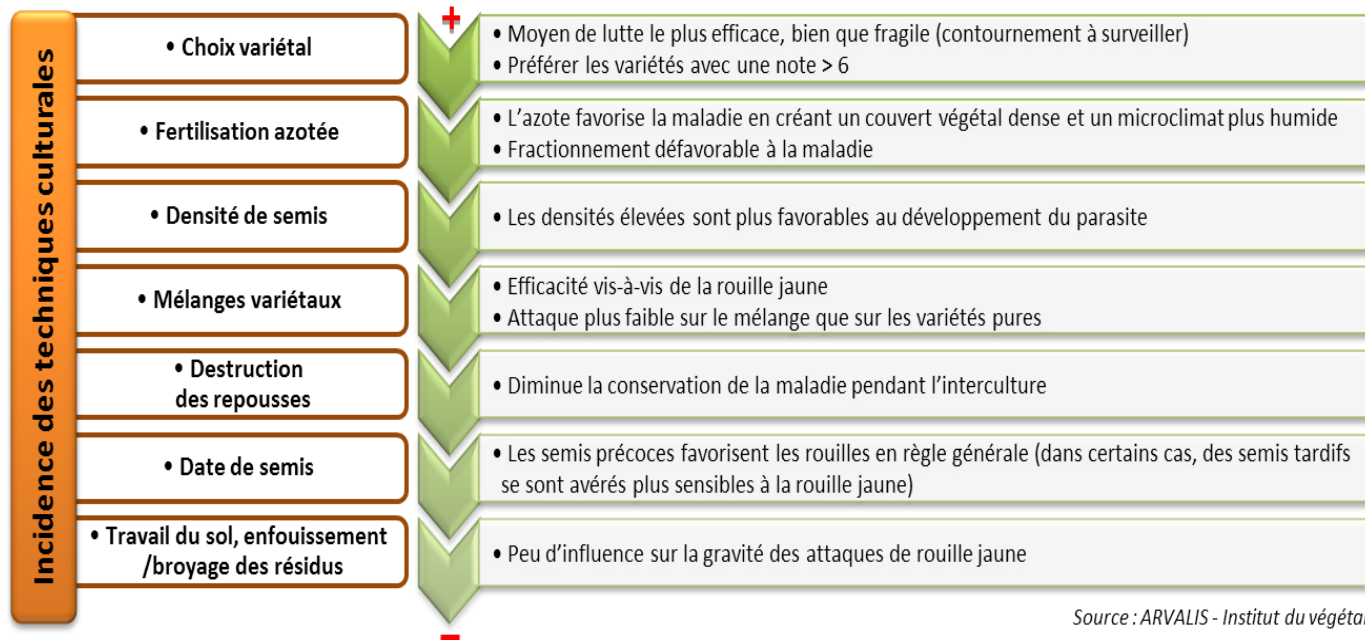 Incidence des techniques culturales
+
• Choix variétal
• Moyen de lutte le plus efficace, bien que fragile (contournement à surveiller)
• Préférer les variétés avec une note > 6
• Fertilisation azotée
• L'azote favorise la maladie en créant un couvert végétal dense et un microclimat plus humide
• Fractionnement défavorable à la maladie
• Densité de semis
• Les densités élevées sont plus favorables au développement du parasite
• Mélanges variétaux
• Efficacité vis-à-vis de la rouille jaune
• Attaque plus faible sur le mélange que sur les variétés pures
• Destruction
des repousses
• Diminue la conservation de la maladie pendant l'interculture
• Date de semis
• Les semis précoces favorisent les rouilles en règle générale (dans certains cas, des semis tardifs
se sont avérés plus sensibles à la rouille jaune)
• Travail du sol, enfouissement
/broyage des résidus
• Peu d'influence sur la gravité des attaques de rouille jaune
-
Source : ARVALIS - Institut du végétal